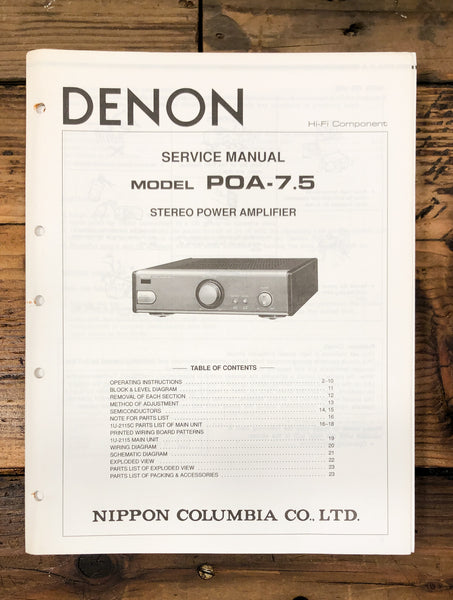 DENON
Hi-Fi Component
SERVICE MANUAL
MODEL POA-7.5
STEREO POWER AMPLIFIER
TABLE OF CONTENTS
OPERATING INSTRUCTIONS 2~10
BLOCK & LEVEL DIAGRAM 11
REMOVAL OF EACH SECTION 12
METHOD OF ADJUSTMENT 13
SEMICONDUCTORS 14, 15
NOTE FOR PARTS LIST 16
1U-2115C PARTS LIST OF MAIN UNIT 16~18
PRINTED WIRING BOARD PATTERNS
1U-2115 MAIN UNIT 19
WIRING DIAGRAM 20
SCHEMATIC DIAGRAM 21
EXPLODED VIEW 22
PARTS LIST OF EXPLODED VIEW 23
PARTS LIST OF PACKING & ACCESSORIES 23
NIPPON COLUMBIA CO., LTD.